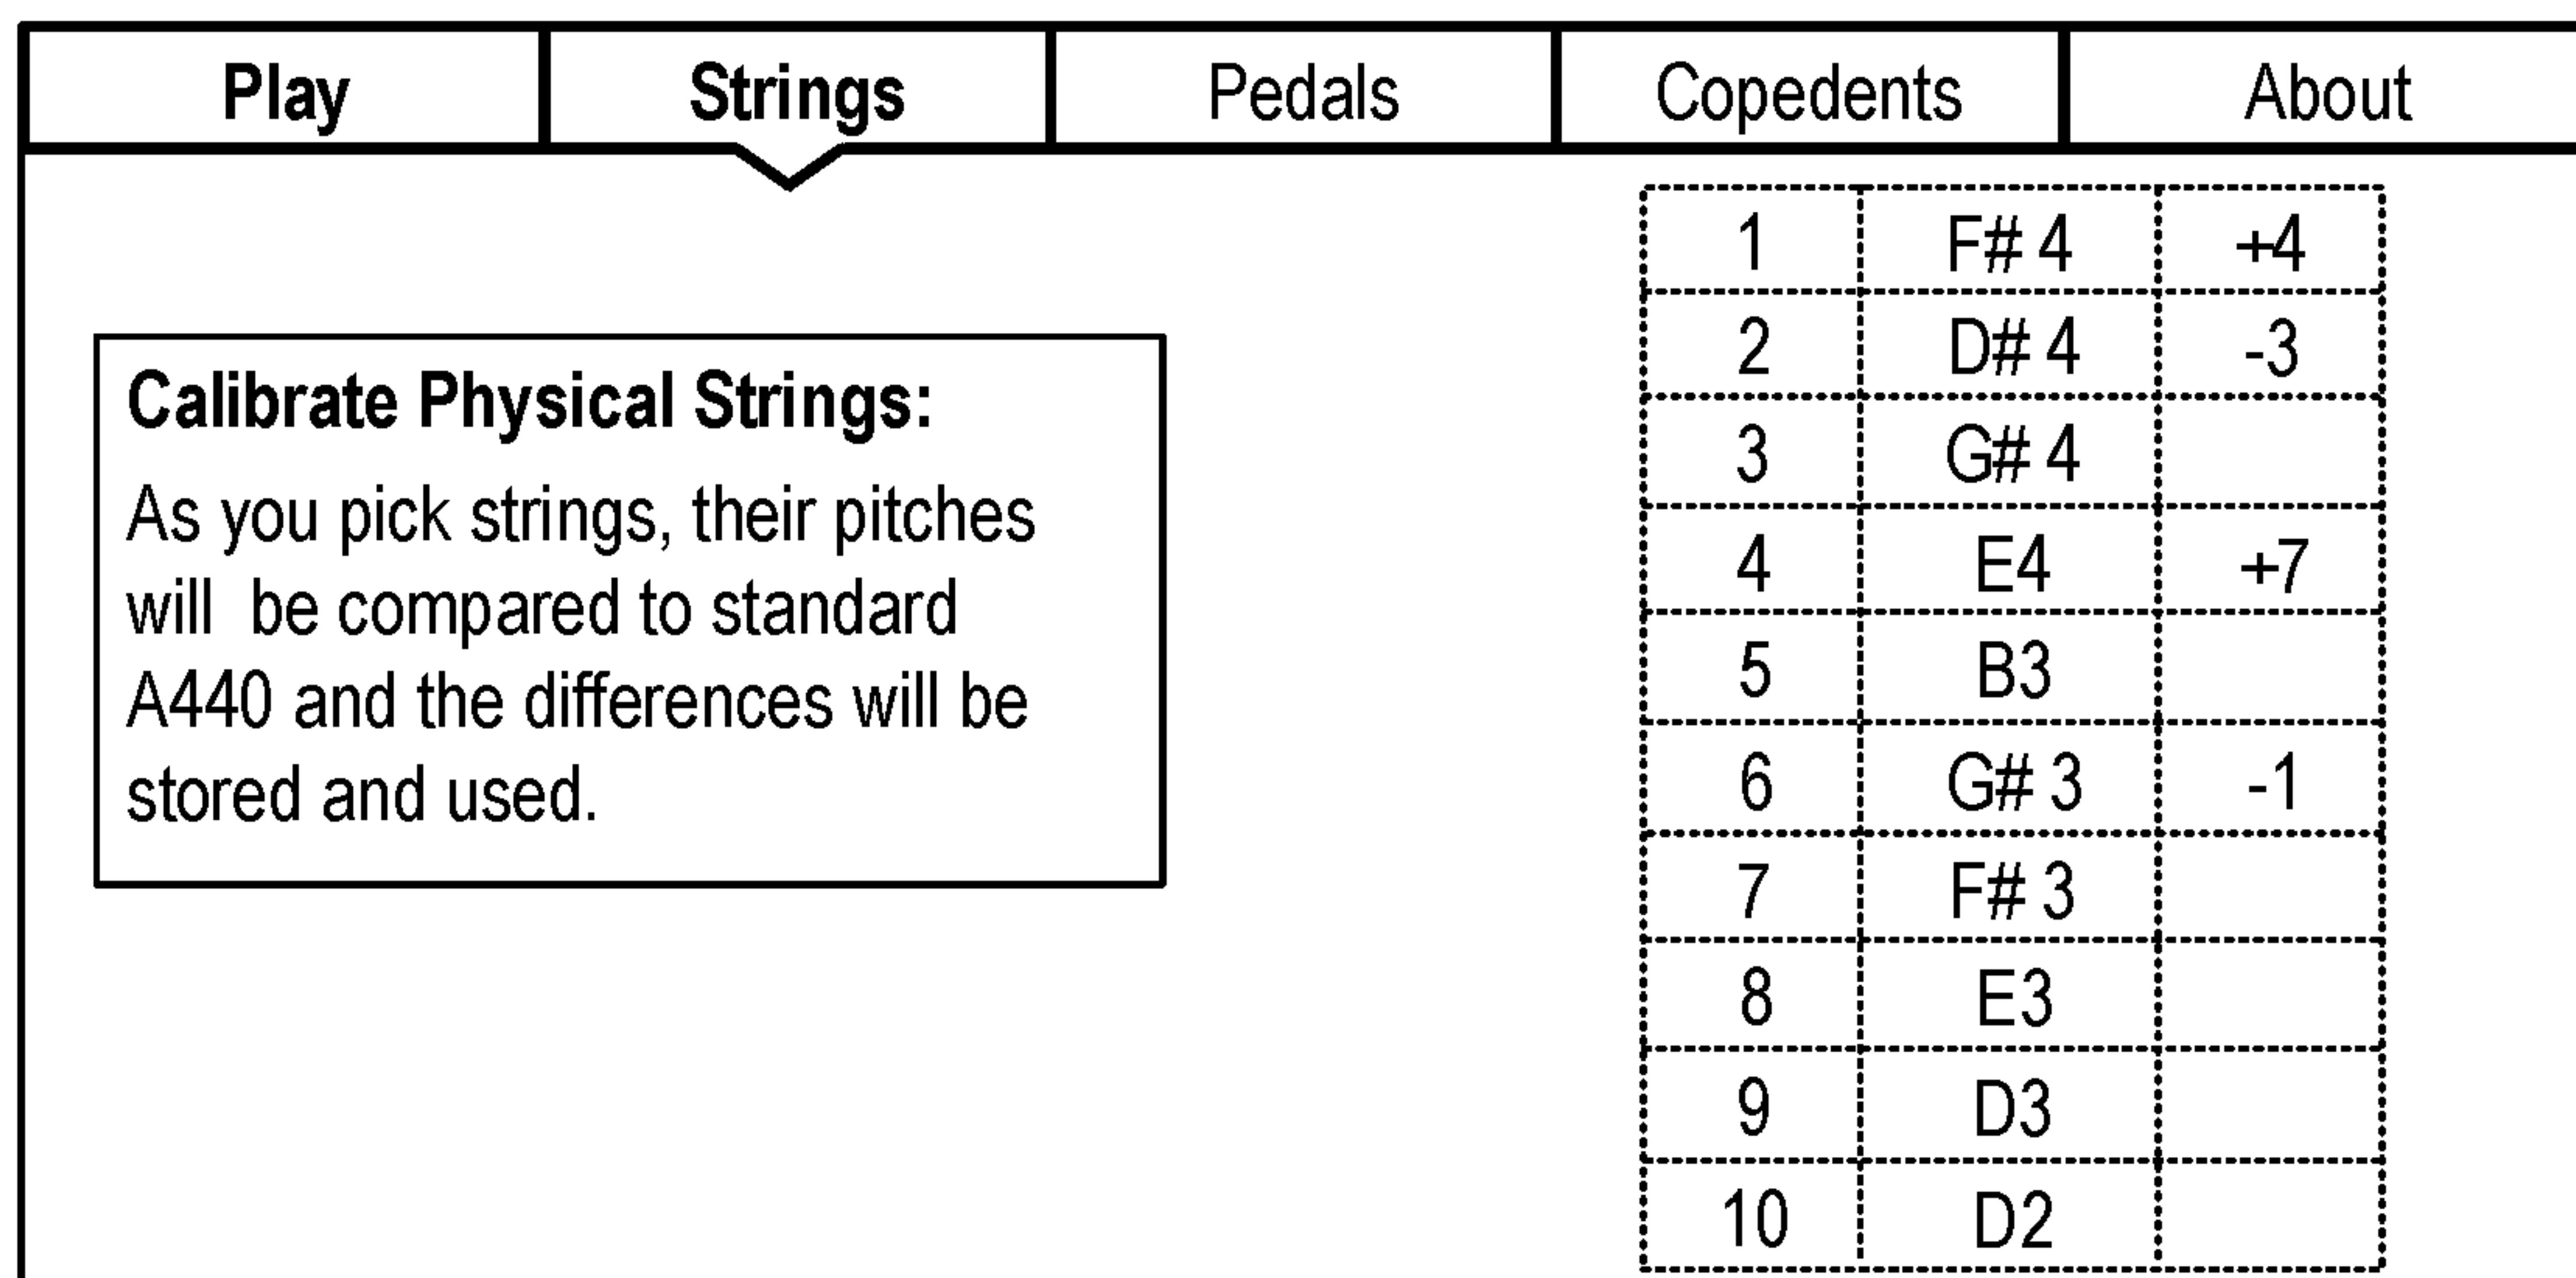 Play Strings Pedals Copedents About
Calibrate Physical Strings:
As you pick strings, their pitches
will be compared to standard
A440 and the differences will be
stored and used.
1 F# 4 +4
2 D# 4 -3
3 G# 4
4 E4 +7
5 B3
6 G# 3 -1
7 F# 3
8 E3
9 D3
10 D2